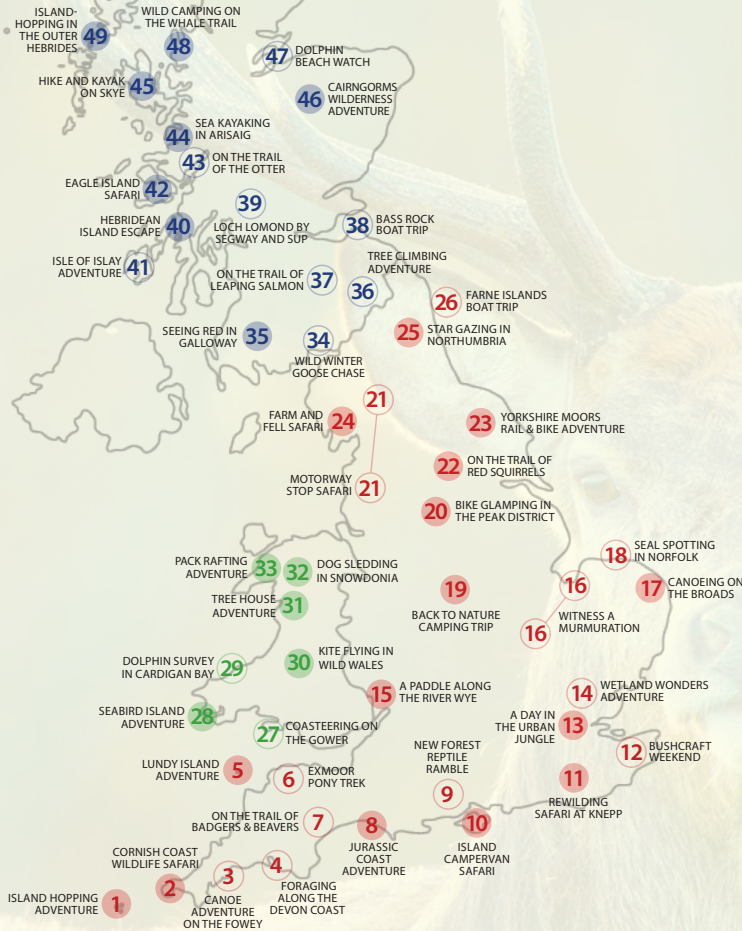 ISLAND-
HOPPING IN
THE OUTER
HEBRIDES
49
WILD CAMPING ON
THE WHALE TRAIL
48
47
DOLPHIN
BEACH WATCH
HIKE AND KAYAK
ON SKYE
45
46
CAIRNGORMS
WILDERNESS
ADVENTURE
44
SEA KAYAKING
IN ARISAIG
43
ON THE TRAIL
OF THE OTTER
EAGLE ISLAND
SAFARI
42
39
LOCH LOMOND BY
SEGWAY AND SUP
HEBRIDEAN
ISLAND ESCAPE
40
38
BASS ROCK
BOAT TRIP
ISLE OF ISLAY
ADVENTURE
41
ON THE TRAIL OF
LEAPING SALMON
37
TREE CLIMBING
ADVENTURE
36
26
FARNE ISLANDS
BOAT TRIP
25
STAR GAZING IN
NORTHUMBRIA
SEEING RED IN
GALLOWAY
35
34
WILD WINTER
GOOSE CHASE
21
FARM AND
FELL SAFARI
24
23
YORKSHIRE MOORS
RAIL & BIKE ADVENTURE
22
ON THE TRAIL OF
RED SQUIRRELS
MOTORWAY
STOP SAFARI
21
20
BIKE GLAMPING IN
THE PEAK DISTRICT
18
SEAL SPOTTING
IN NORFOLK
PACK RAFTING
ADVENTURE
33
32
DOG SLEDDING
IN SNOWDONIA
TREE HOUSE
ADVENTURE
31
19
BACK TO NATURE
CAMPING TRIP
16
17
CANOEING ON
THE BROADS
16
WITNESS A
MURMURATION
DOLPHIN SURVEY
IN CARDIGAN BAY
29
30
KITE FLYING IN
WILD WALES
15
A PADDLE ALONG
THE RIVER WYE
14
WETLAND WONDERS
ADVENTURE
SEABIRD ISLAND
ADVENTURE
28
27
COASTEERING ON
THE GOWER
A DAY IN
THE URBAN
JUNGLE
13
12
BUSHCRAFT
WEEKEND
LUNDY ISLAND
ADVENTURE
5
6
EXMOOR
PONY TREK
NEW FOREST
REPTILE
RAMBLE
9
11
REWILDING
SAFARI AT KNEPP
ON THE TRAIL OF
BADGERS & BEAVERS
7
8
JURASSIC
COAST
ADVENTURE
10
ISLAND
CAMPERVAN
SAFARI
CORNISH COAST
WILDLIFE SAFARI
2
3
CANOE
ADVENTURE
ON THE FOWEY
4
FORAGING
ALONG THE
DEVON COAST
ISLAND HOPPING
ADVENTURE
1